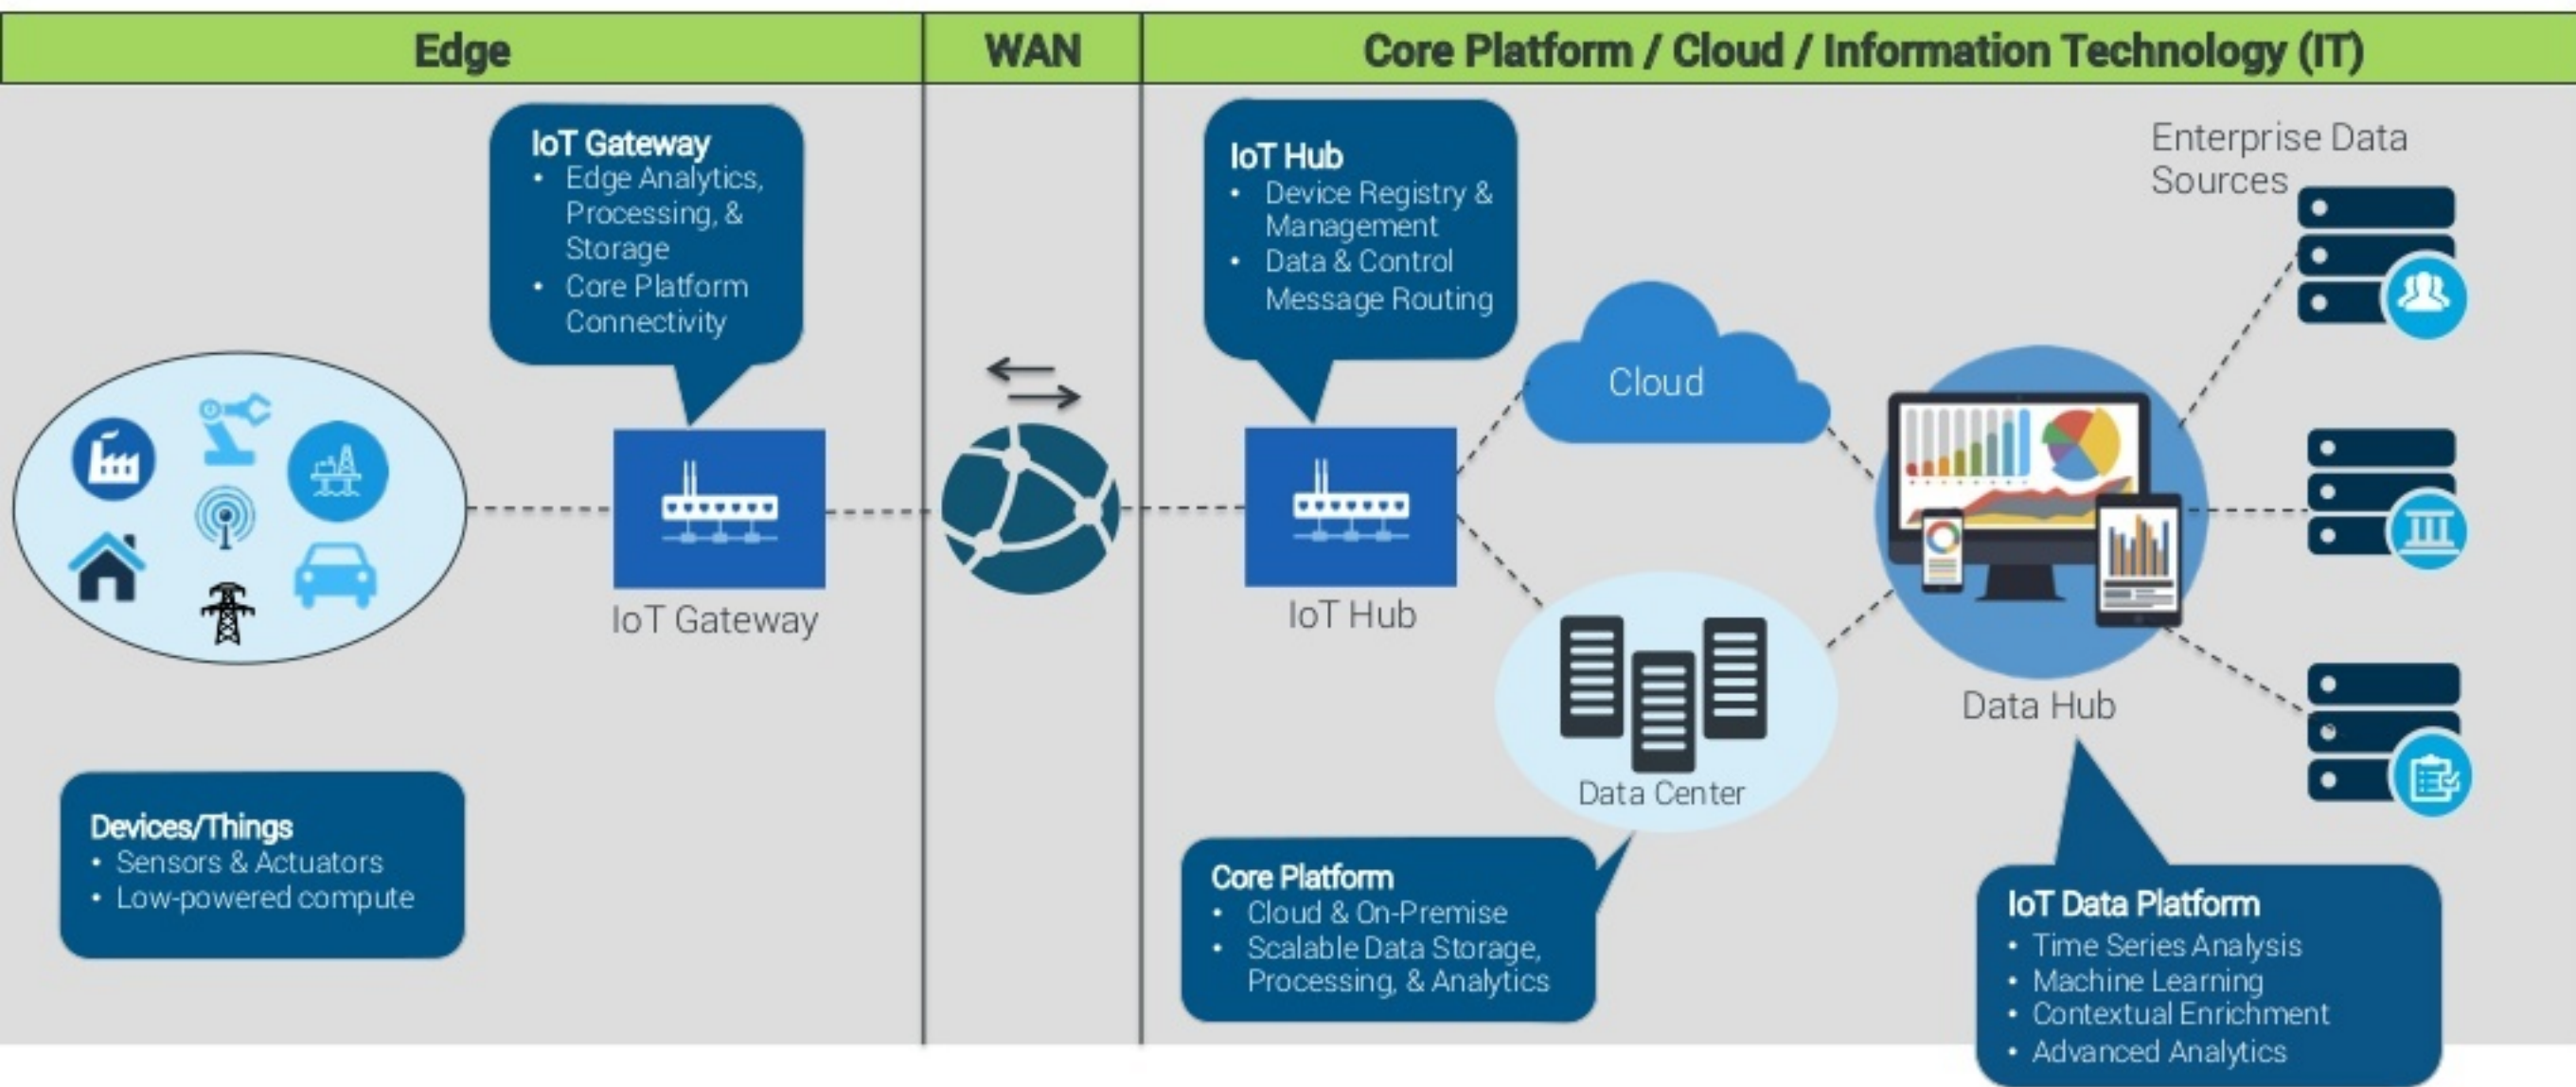 Edge
WAN
Core Platform / Cloud / Information Technology (IT)
IoT Gateway
• Edge Analytics,
Processing, &
Storage
• Core Platform
Connectivity
IoT Hub
• Device Registry &
Management
• Data & Control
Message Routing
Enterprise Data
Sources
Cloud
IoT Gateway
IoT Hub
Data Hub
Data Center
Devices/Things
• Sensors & Actuators
• Low-powered compute
Core Platform
• Cloud & On-Premise
• Scalable Data Storage,
Processing, & Analytics
IoT Data Platform
• Time Series Analysis
• Machine Learning
• Contextual Enrichment
• Advanced Analytics